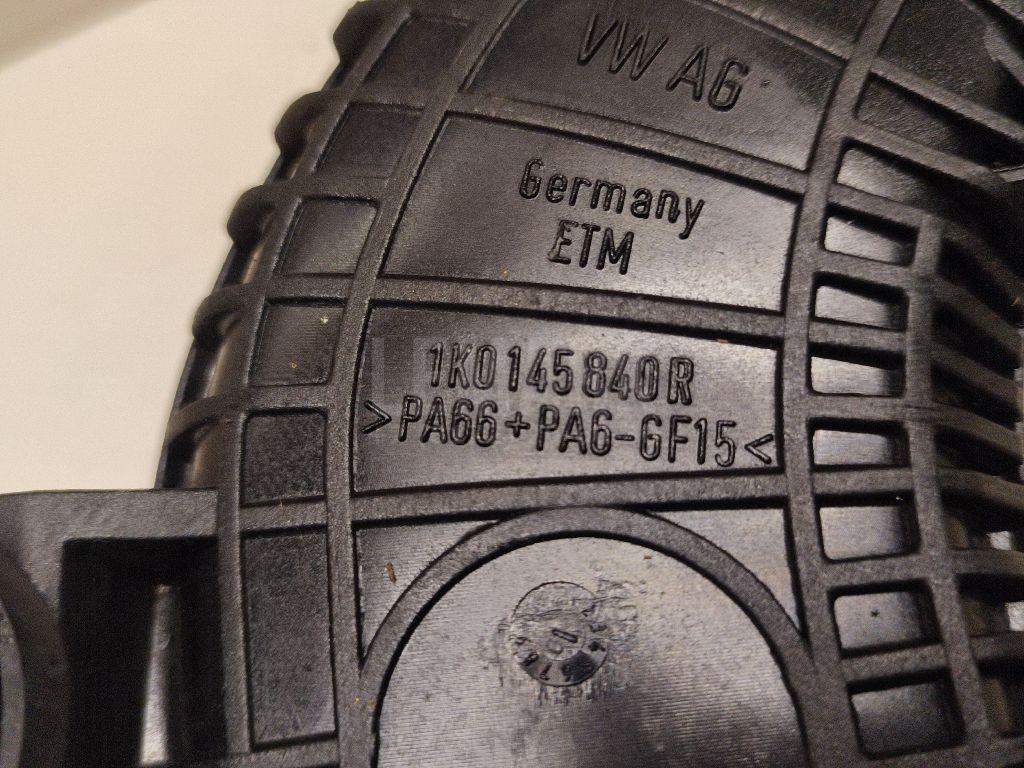 VW AG
Germany
ETM
1K0 145 840 R
>PA66+PA6-GF15<